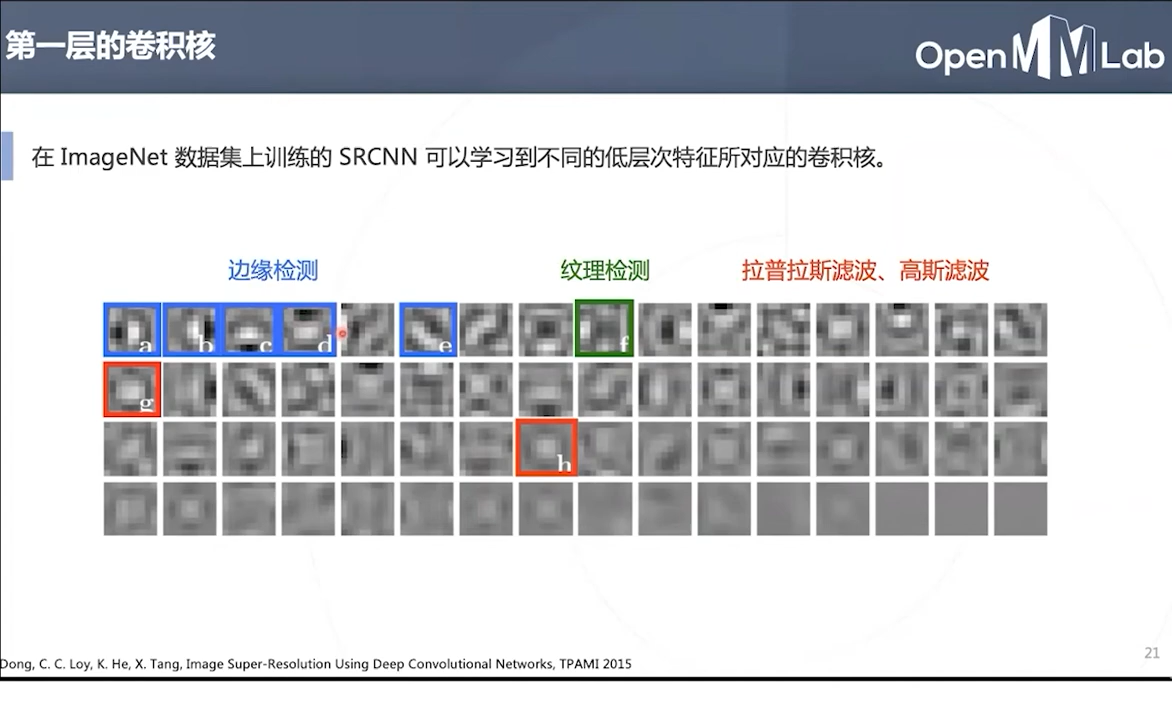 第一层的卷积核
OpenMMLab
在 ImageNet 数据集上训练的 SRCNN 可以学习到不同的低层次特征所对应的卷积核。
边缘检测 纹理检测 拉普拉斯滤波、高斯滤波
a b c d e f
g
h
Dong, C. C. Loy, K. He, X. Tang, Image Super-Resolution Using Deep Convolutional Networks, TPAMI 2015
21